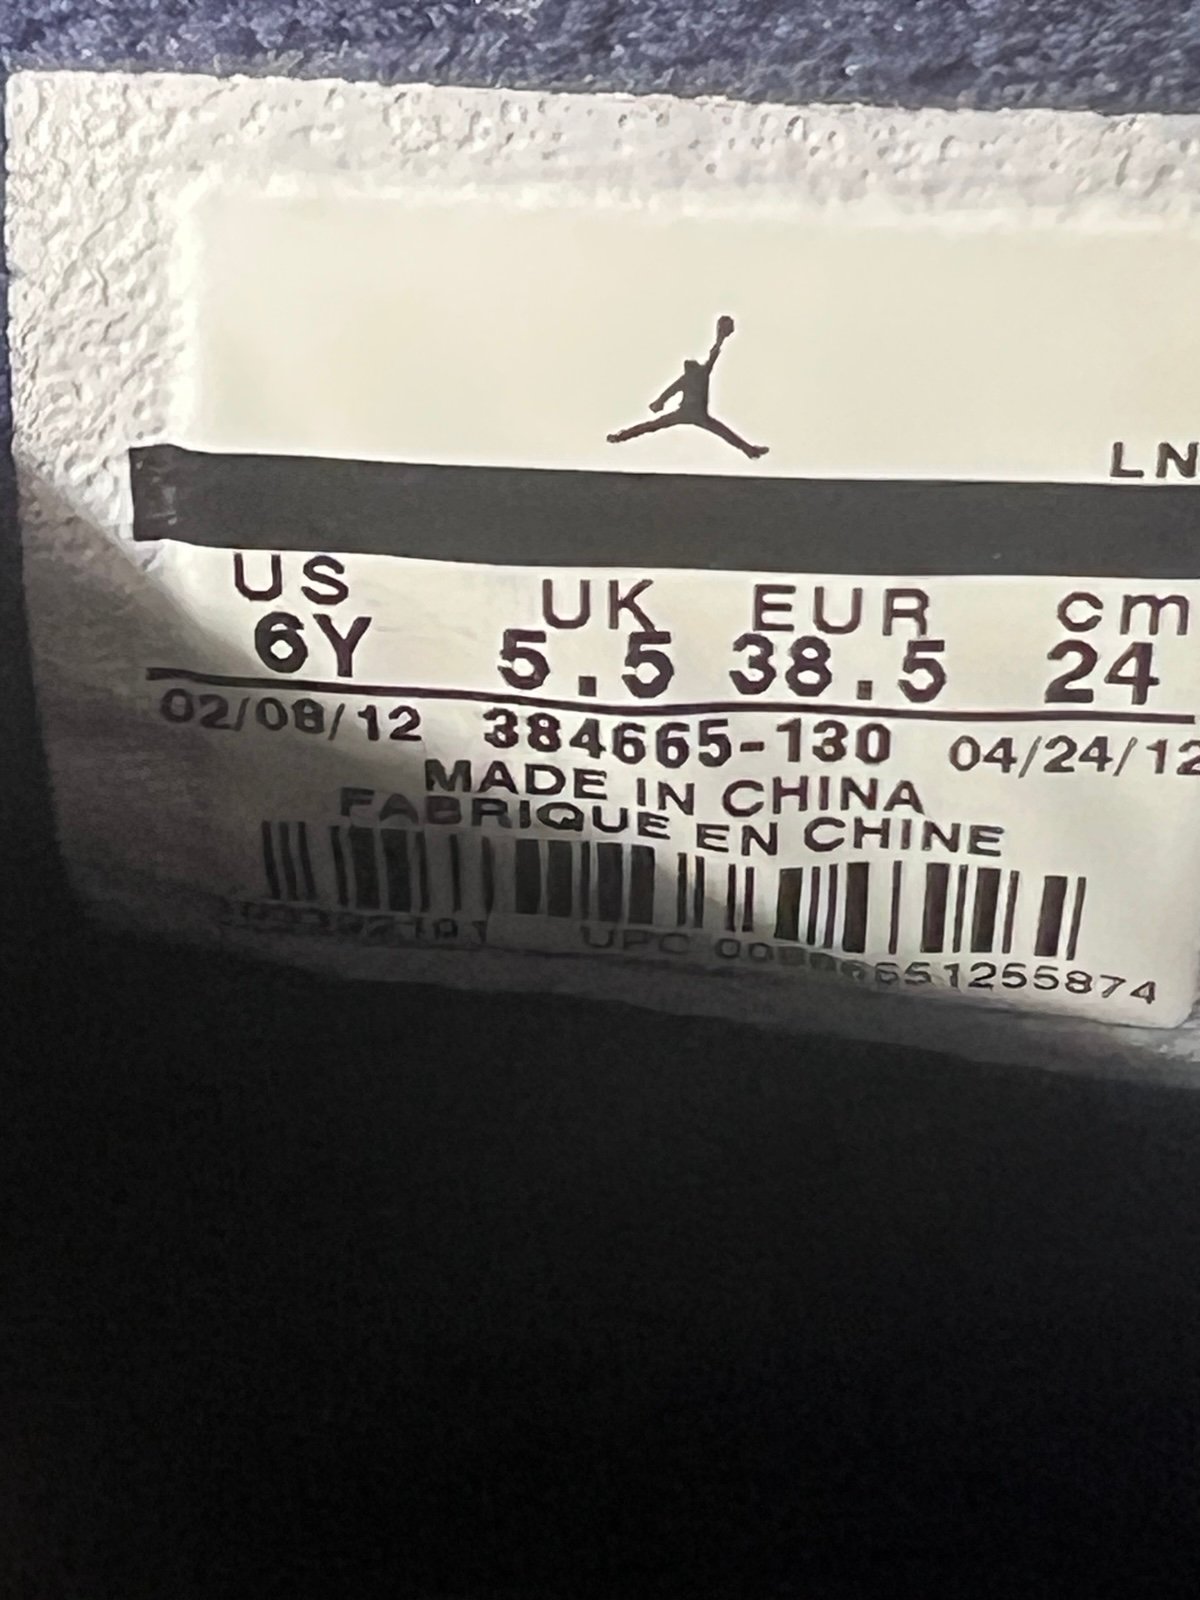 LN
US UK EUR cm
6Y 5.5 38.5 24
02/08/12 384665-130 04/24/12
MADE IN CHINA
FABRIQUE EN CHINE
UPC